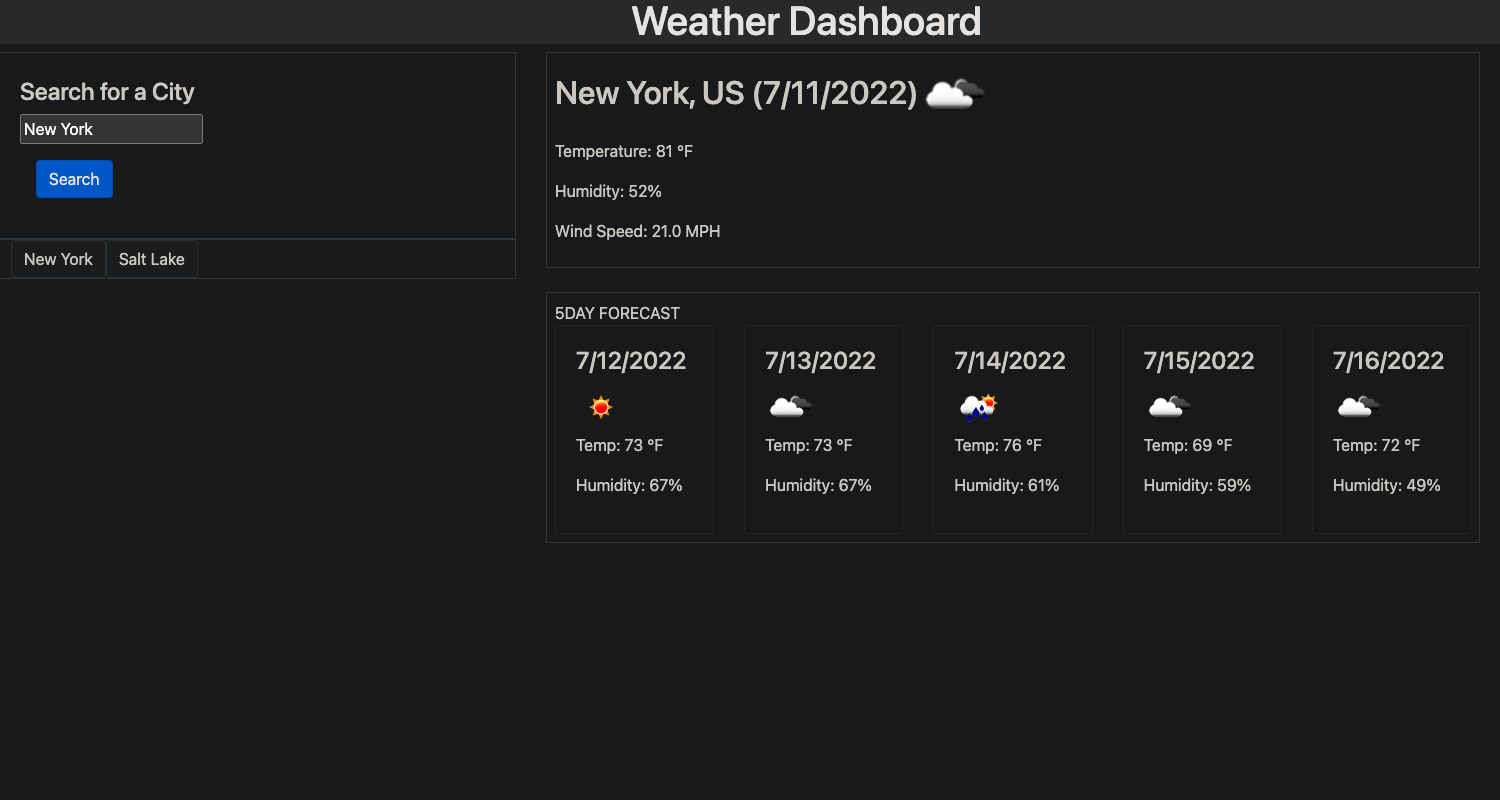 Weather Dashboard
Search for a City
New York
Search
New York
Salt Lake
New York, US (7/11/2022)
Temperature: 81 °F
Humidity: 52%
Wind Speed: 21.0 MPH
5DAY FORECAST
7/12/2022
Temp: 73 °F
Humidity: 67%
7/13/2022
Temp: 73 °F
Humidity: 67%
7/14/2022
Temp: 76 °F
Humidity: 61%
7/15/2022
Temp: 69 °F
Humidity: 59%
7/16/2022
Temp: 72 °F
Humidity: 49%